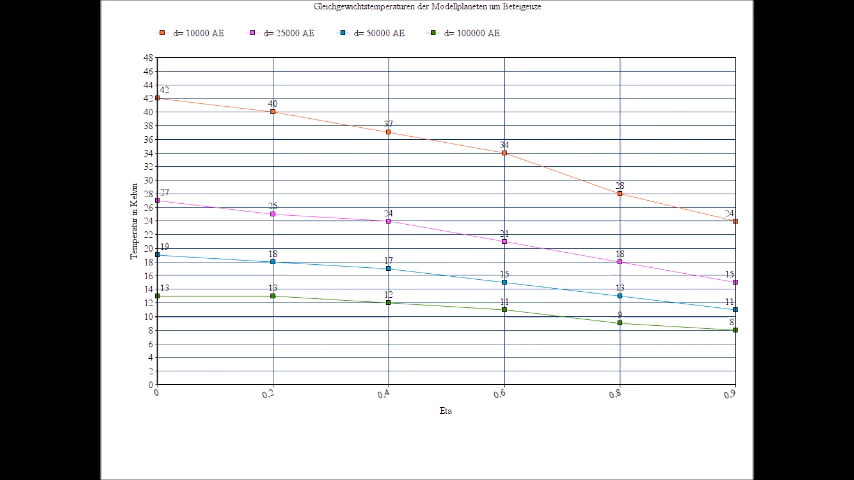 Gleichgewichtstemperaturen der Modellplaneten um Beteigeuze
d= 10000 AE d= 25000 AE d= 50000 AE d= 100000 AE
48
46
44
42 42
40 40
38 37
36
34 34
32
30
28 28
26 27 25
24 24 24
22 21
20 19
18 18 17 18
16 15 15
14 13 13 13
12 12 11 11
10 9
8 8
6
4
2
0
Temperatur in Kelvin
0 0,2 0,4 0,6 0,8 0,9
Eta